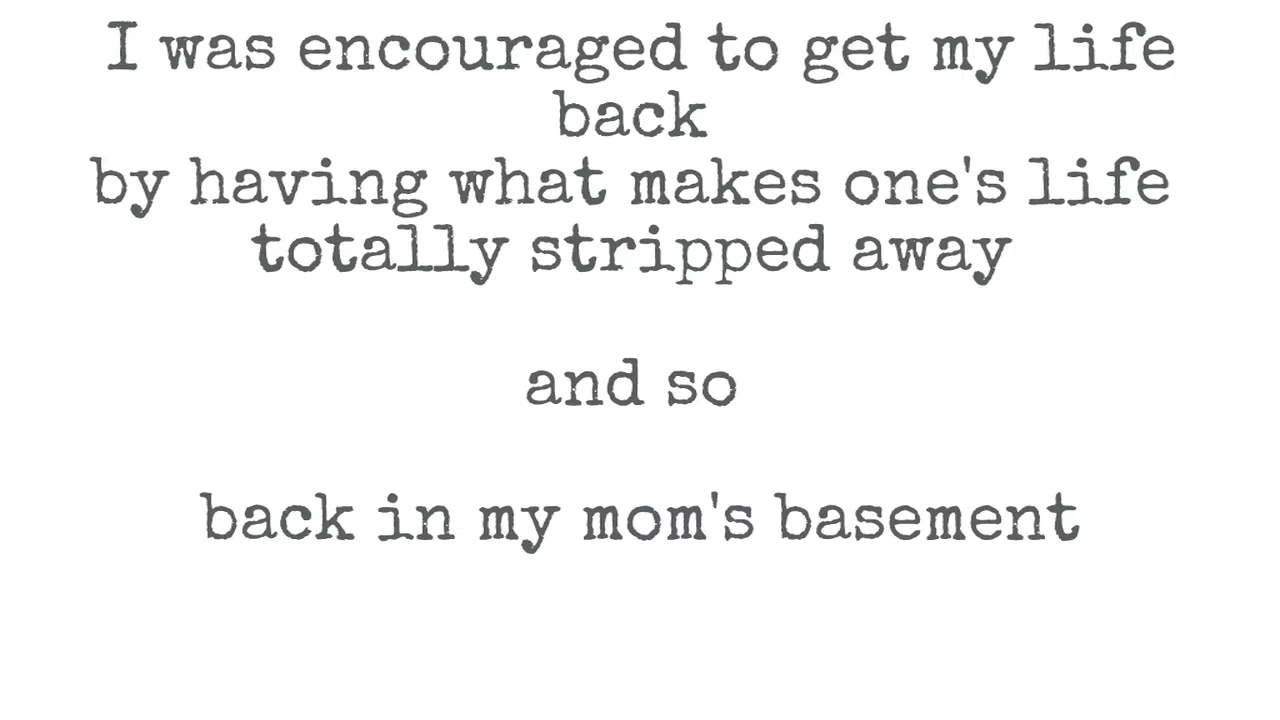 I was encouraged to get my life
back
by having what makes one's life
totally stripped away
and so
back in my mom's basement